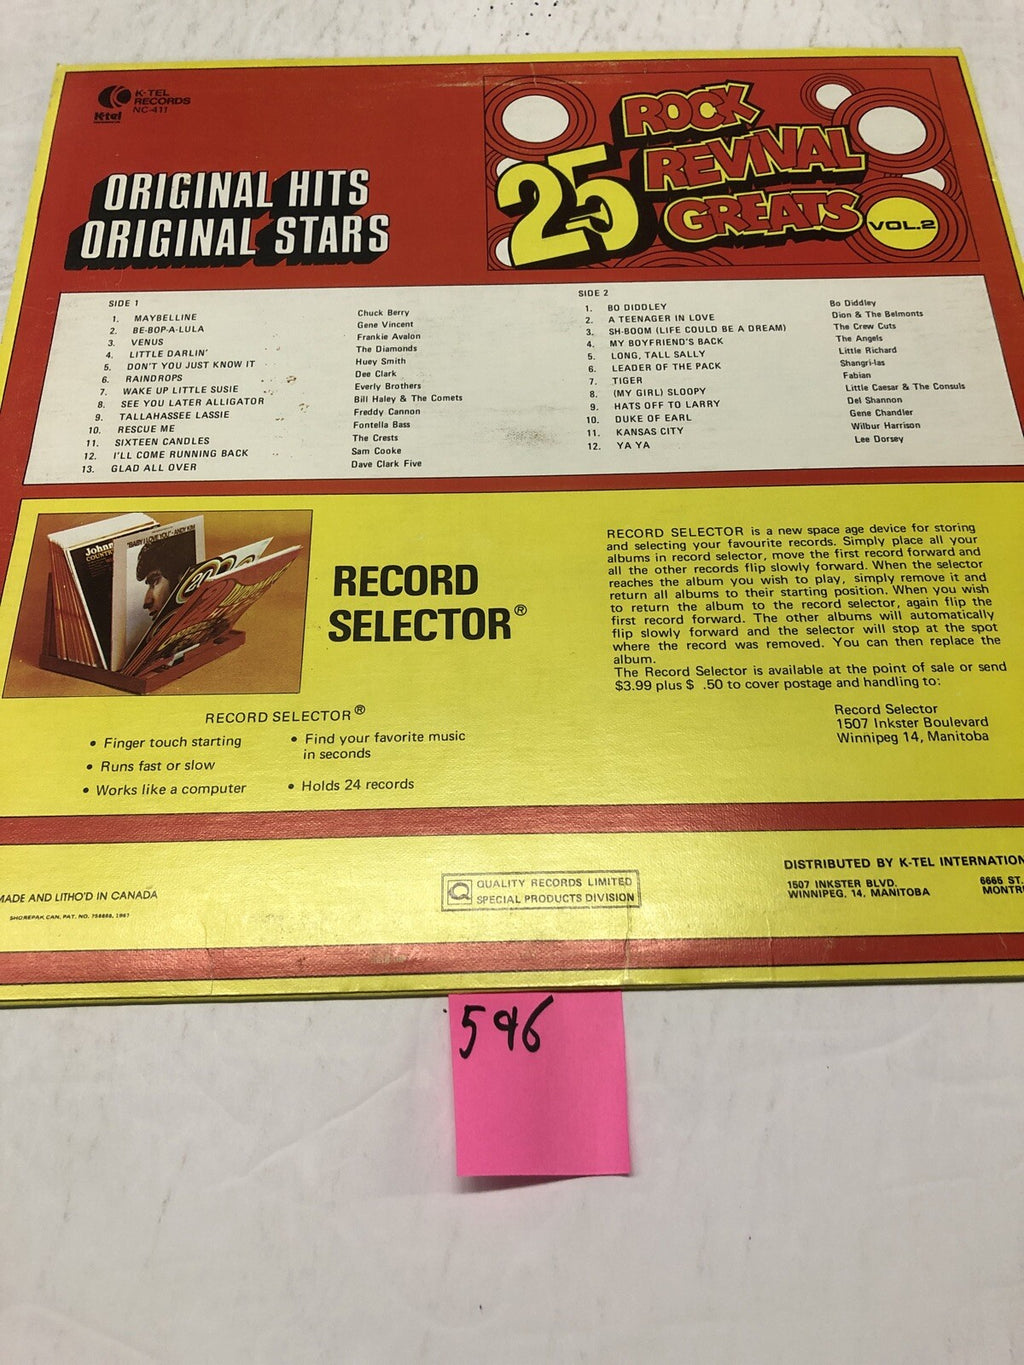 K-TEL
RECORDS
NC-411
K-tel
ORIGINAL HITS
ORIGINAL STARS
25 ROCK
REVIVAL
GREATS
VOL.2
SIDE 1
1. MAYBELLINE Chuck Berry
2. BE-BOP-A-LULA Gene Vincent
3. VENUS Frankie Avalon
4. LITTLE DARLIN' The Diamonds
5. DON'T YOU JUST KNOW IT Huey Smith
6. RAINDROPS Dee Clark
7. WAKE UP LITTLE SUSIE Everly Brothers
8. SEE YOU LATER ALLIGATOR Bill Haley & The Comets
9. TALLAHASSEE LASSIE Freddy Cannon
10. RESCUE ME Fontella Bass
11. SIXTEEN CANDLES The Crests
12. I'LL COME RUNNING BACK Sam Cooke
13. GLAD ALL OVER Dave Clark Five
SIDE 2
1. BO DIDDLEY Bo Diddley
2. A TEENAGER IN LOVE Dion & The Belmonts
3. SH-BOOM (LIFE COULD BE A DREAM) The Crew Cuts
4. MY BOYFRIEND'S BACK The Angels
5. LONG, TALL SALLY Little Richard
6. LEADER OF THE PACK Shangri-las
7. TIGER Fabian
8. (MY GIRL) SLOOPY Little Caesar & The Consuls
9. HATS OFF TO LARRY Del Shannon
10. DUKE OF EARL Gene Chandler
11. KANSAS CITY Wilbur Harrison
12. YA YA Lee Dorsey
"BABY I LOVE YOU" - ANDY KIM
RECORD
SELECTOR®
RECORD SELECTOR is a new space age device for storing
and selecting your favourite records. Simply place all your
albums in record selector, move the first record forward and
all the other records flip slowly forward. When the selector
reaches the album you wish to play, simply remove it and
return all albums to their starting position. When you wish
to return the album to the record selector, again flip the
first record forward. The other albums will automatically
flip slowly forward and the selector will stop at the spot
where the record was removed. You can then replace the
album.
The Record Selector is available at the point of sale or send
$3.99 plus $ .50 to cover postage and handling to:
Record Selector
1507 Inkster Boulevard
Winnipeg 14, Manitoba
RECORD SELECTOR®
• Finger touch starting
• Runs fast or slow
• Works like a computer
• Find your favorite music
in seconds
• Holds 24 records
MADE AND LITHO'D IN CANADA
SHOREPAK CAN. PAT. NO. 1967
Q QUALITY RECORDS LIMITED
SPECIAL PRODUCTS DIVISION
DISTRIBUTED BY K-TEL INTERNATION
1507 INKSTER BLVD.
WINNIPEG, 14, MANITOBA
6665 ST.
MONTR
596